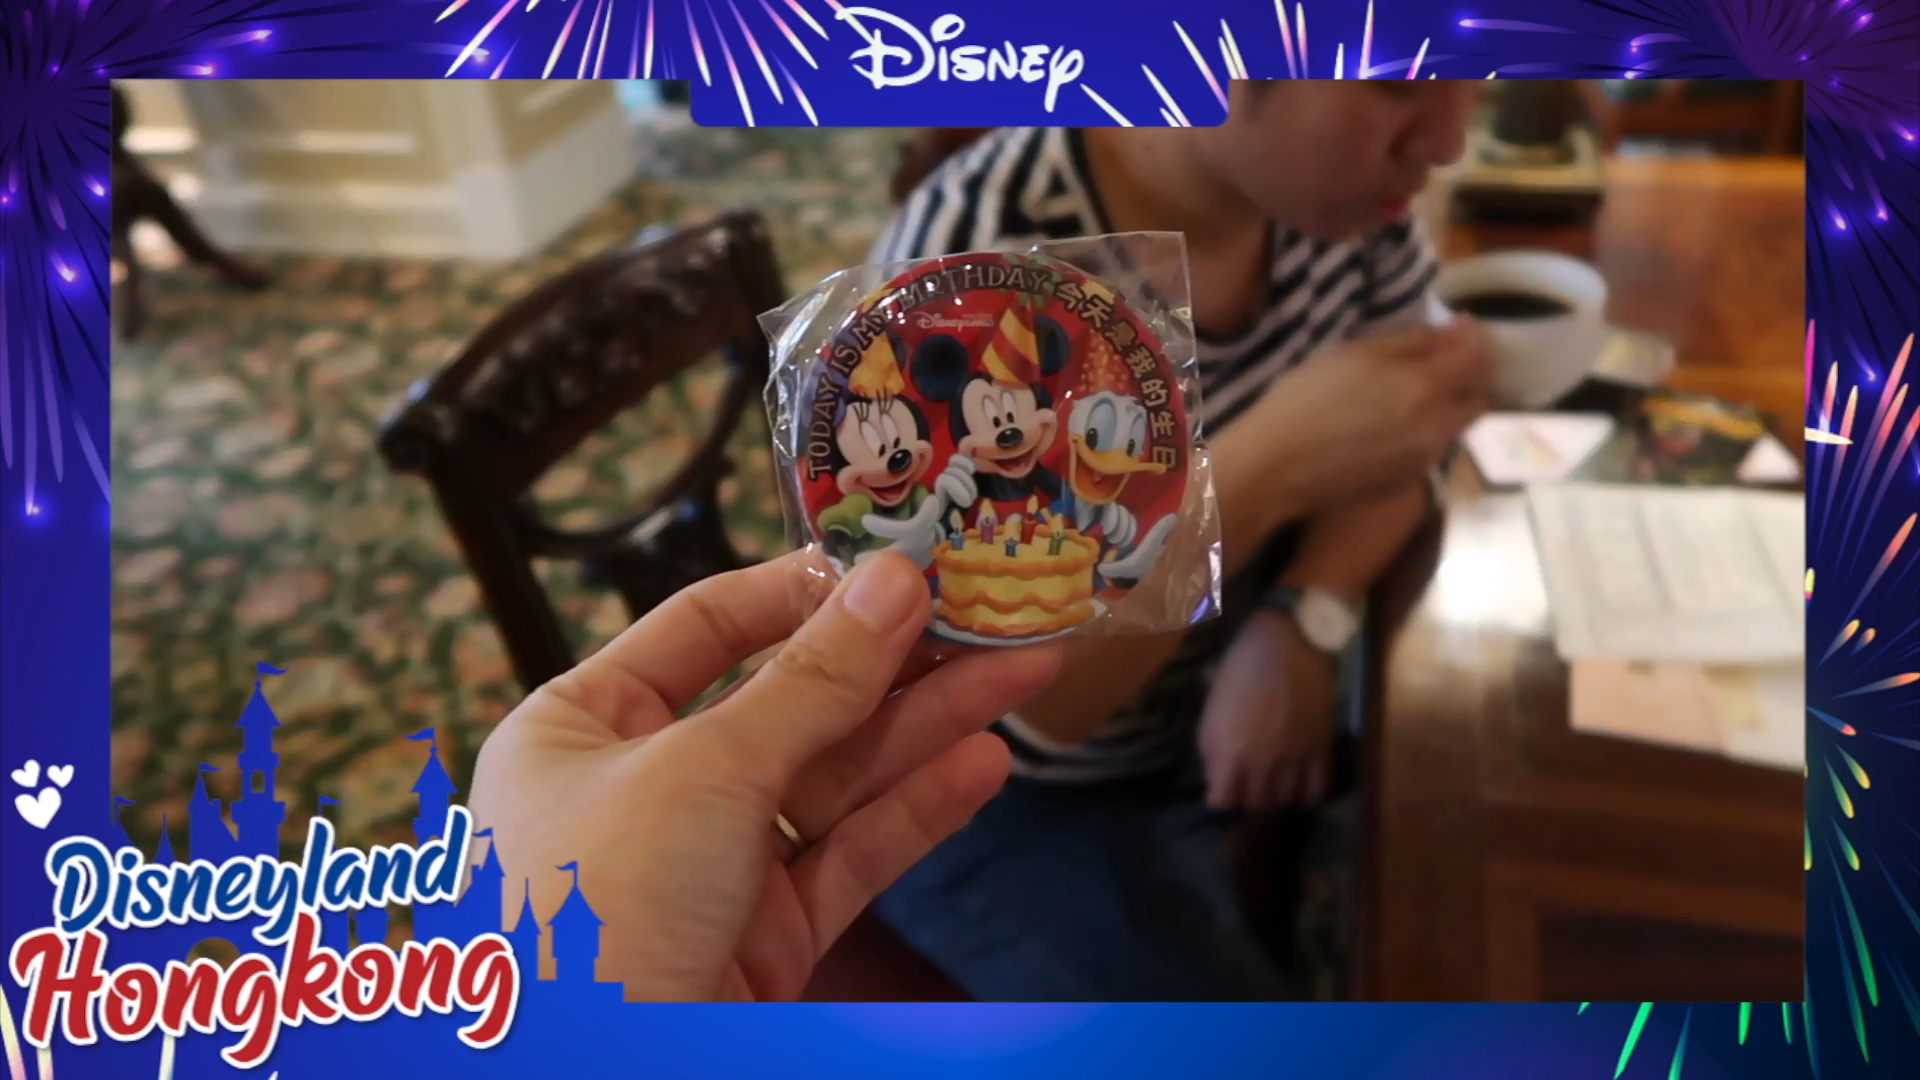 Disney
TODAY IS MY BIRTHDAY 今天是我的生日
Disneyland
Disneyland
Hongkong